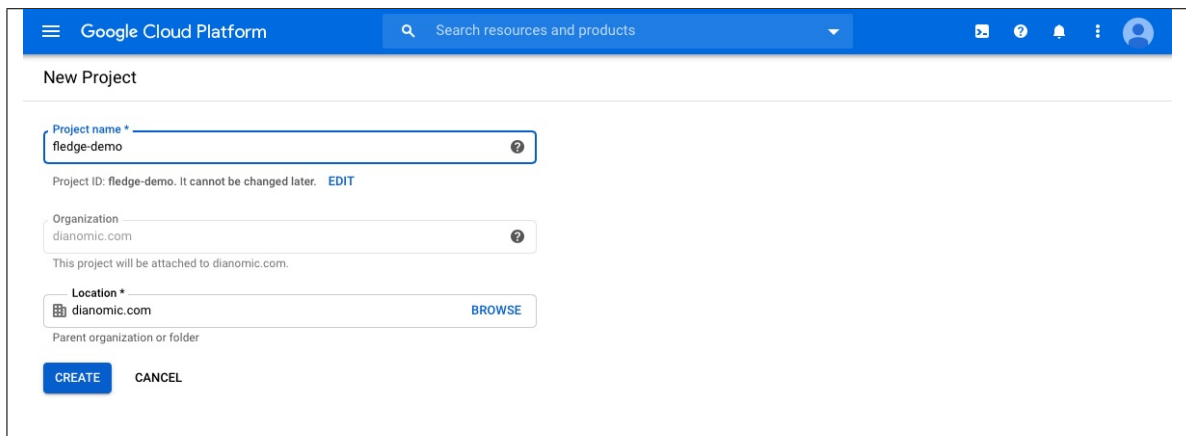 Google Cloud Platform
Search resources and products
New Project
Project name *
fledge-demo
Project ID: fledge-demo. It cannot be changed later. EDIT
Organization
dianomic.com
This project will be attached to dianomic.com.
Location *
dianomic.com BROWSE
Parent organization or folder
CREATE CANCEL